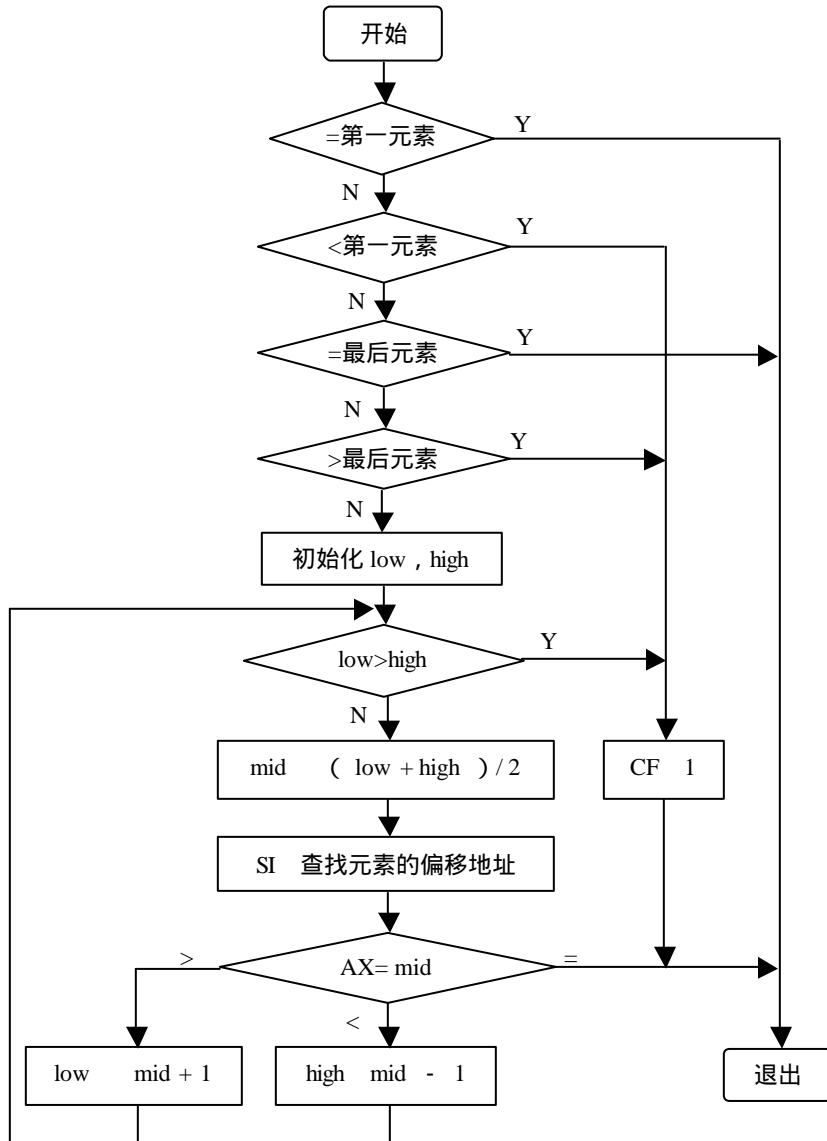 开始
=第一元素
Y
N
<第一元素
Y
N
=最后元素
Y
N
>最后元素
Y
N
初始化 low , high
low>high
Y
N
mid ( low + high ) / 2
CF 1
SI 查找元素的偏移地址
AX= mid
>
=
<
low mid + 1
high mid - 1
退出